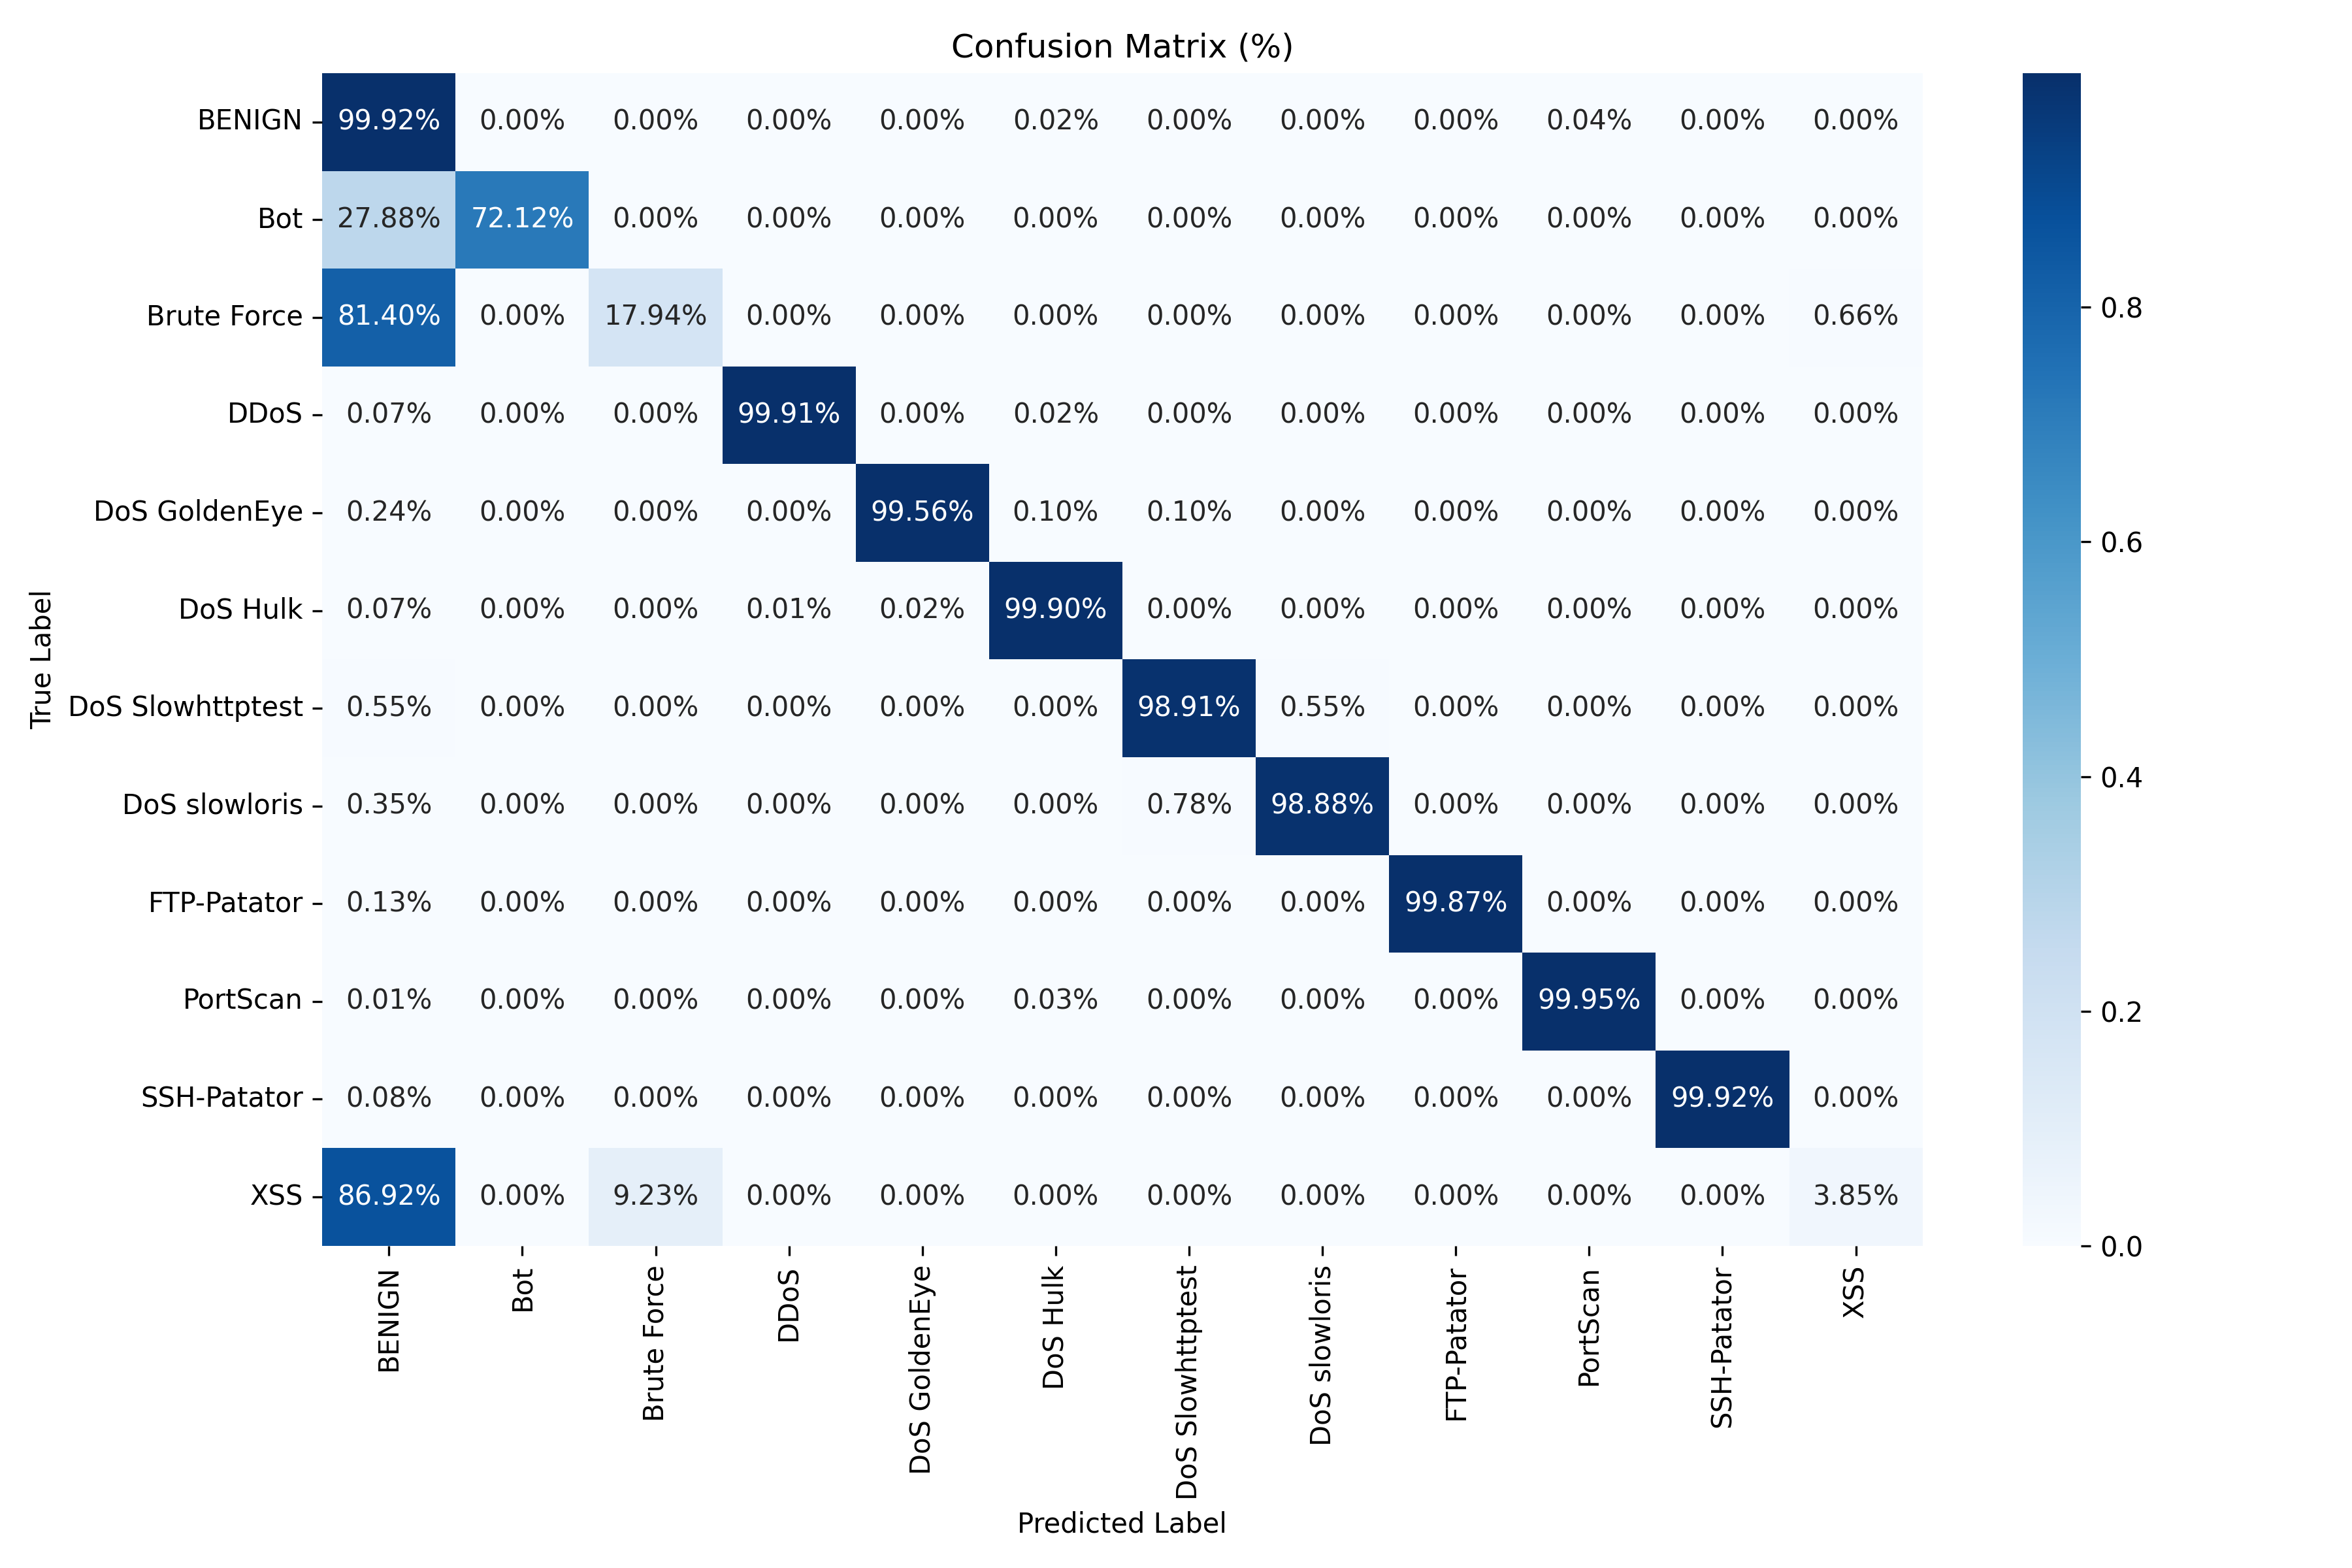 Confusion Matrix (%)
True Label
BENIGN 99.92% 0.00% 0.00% 0.00% 0.00% 0.02% 0.00% 0.00% 0.00% 0.04% 0.00% 0.00%
Bot 27.88% 72.12% 0.00% 0.00% 0.00% 0.00% 0.00% 0.00% 0.00% 0.00% 0.00% 0.00%
Brute Force 81.40% 0.00% 17.94% 0.00% 0.00% 0.00% 0.00% 0.00% 0.00% 0.00% 0.00% 0.66%
DDoS 0.07% 0.00% 0.00% 99.91% 0.00% 0.02% 0.00% 0.00% 0.00% 0.00% 0.00% 0.00%
DoS GoldenEye 0.24% 0.00% 0.00% 0.00% 99.56% 0.10% 0.10% 0.00% 0.00% 0.00% 0.00% 0.00%
DoS Hulk 0.07% 0.00% 0.00% 0.01% 0.02% 99.90% 0.00% 0.00% 0.00% 0.00% 0.00% 0.00%
DoS Slowhttptest 0.55% 0.00% 0.00% 0.00% 0.00% 0.00% 98.91% 0.55% 0.00% 0.00% 0.00% 0.00%
DoS slowloris 0.35% 0.00% 0.00% 0.00% 0.00% 0.00% 0.78% 98.88% 0.00% 0.00% 0.00% 0.00%
FTP-Patator 0.13% 0.00% 0.00% 0.00% 0.00% 0.00% 0.00% 0.00% 99.87% 0.00% 0.00% 0.00%
PortScan 0.01% 0.00% 0.00% 0.00% 0.00% 0.03% 0.00% 0.00% 0.00% 99.95% 0.00% 0.00%
SSH-Patator 0.08% 0.00% 0.00% 0.00% 0.00% 0.00% 0.00% 0.00% 0.00% 0.00% 99.92% 0.00%
XSS 86.92% 0.00% 9.23% 0.00% 0.00% 0.00% 0.00% 0.00% 0.00% 0.00% 0.00% 3.85%
BENIGN
Bot
Brute Force
DDoS
DoS GoldenEye
DoS Hulk
DoS Slowhttptest
DoS slowloris
FTP-Patator
PortScan
SSH-Patator
XSS
Predicted Label
0.8
0.6
0.4
0.2
0.0